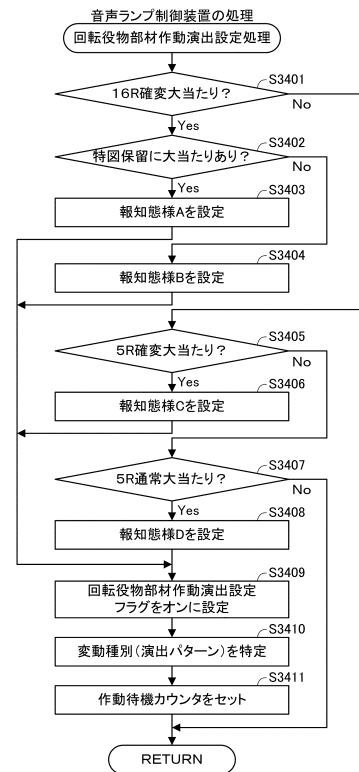 音声ランプ制御装置の処理
回転役物部材作動演出設定処理
S3401
16R確変大当たり？
No
Yes
S3402
特図保留に大当たりあり？
No
Yes
S3403
報知態様Aを設定
S3404
報知態様Bを設定
S3405
5R確変大当たり？
No
Yes
S3406
報知態様Cを設定
S3407
5R通常大当たり？
No
Yes
S3408
報知態様Dを設定
S3409
回転役物部材作動演出設定
フラグをオンに設定
S3410
変動種別（演出パターン）を特定
S3411
作動待機カウンタをセット
RETURN